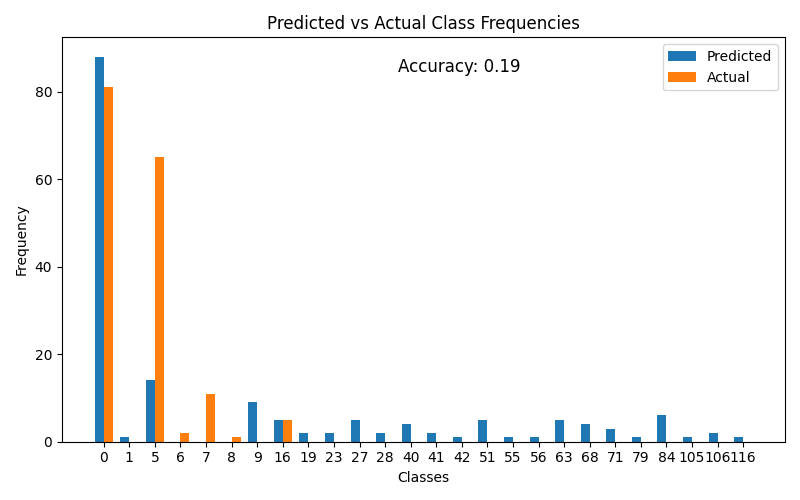 Predicted vs Actual Class Frequencies
Accuracy: 0.19
Predicted
Actual
Frequency
80
60
40
20
0
0 1 5 6 7 8 9 16 19 23 27 28 40 41 42 51 55 56 63 68 71 79 84 105 106 116
Classes